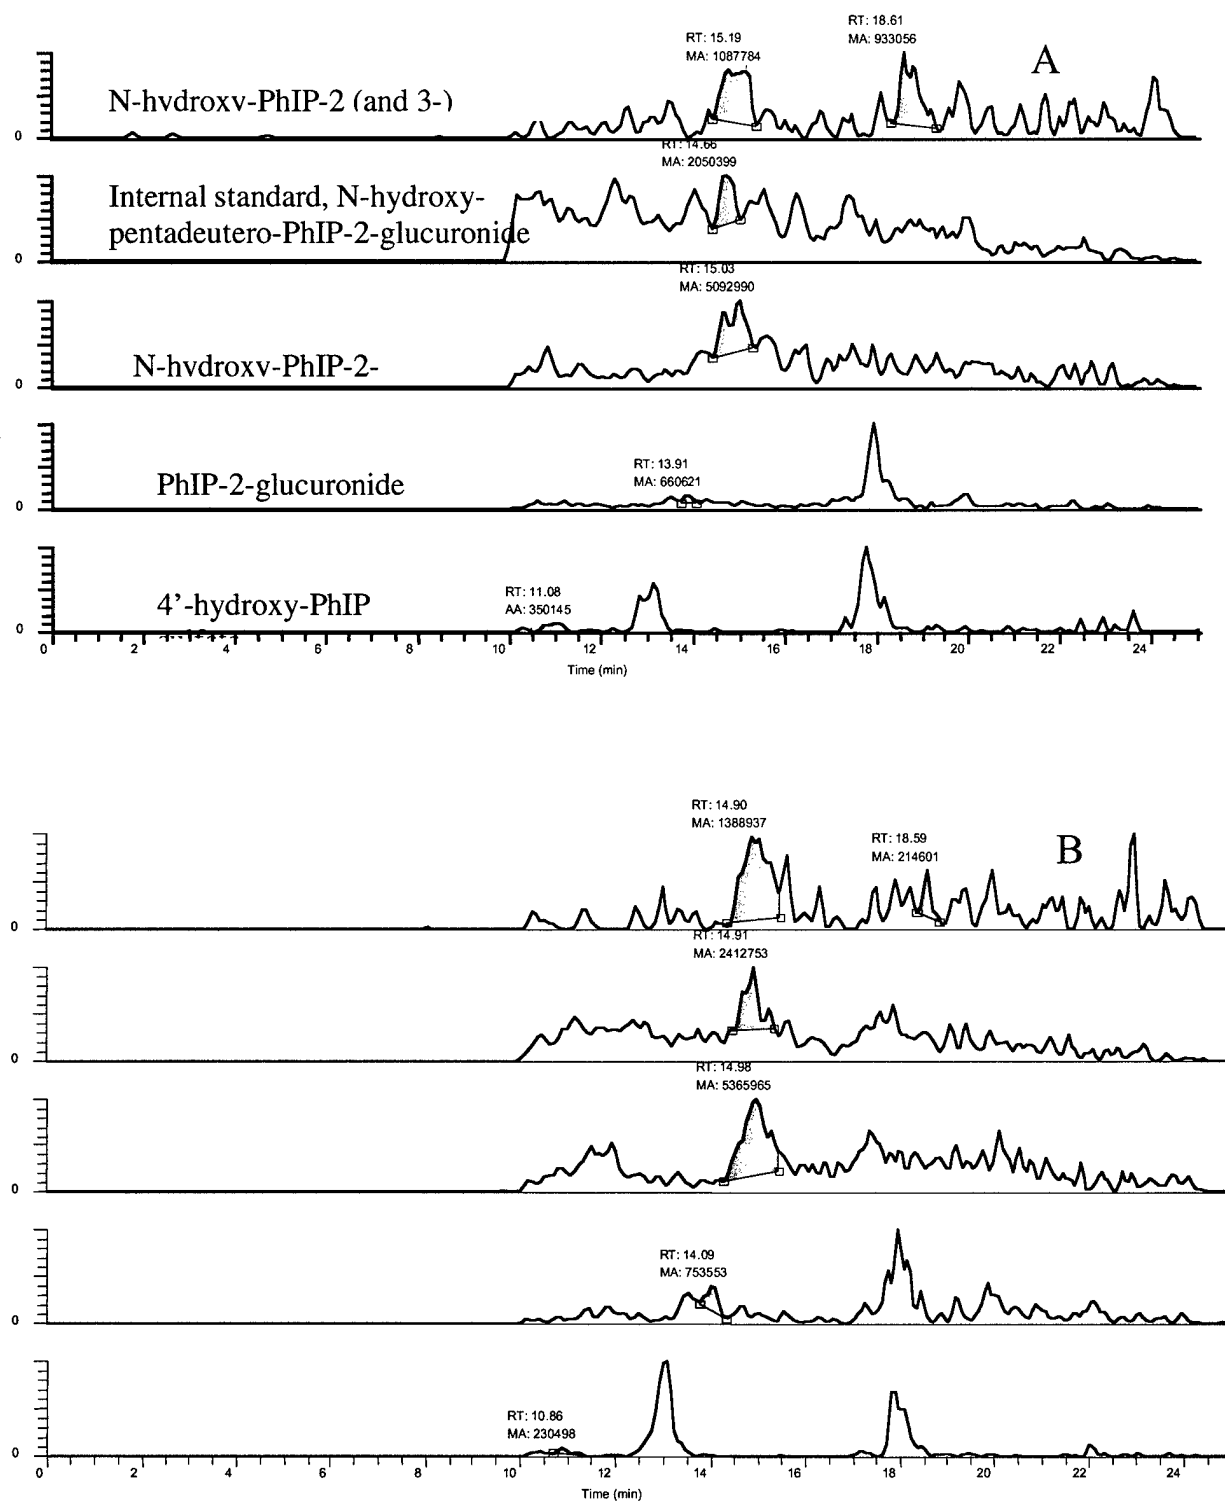 RT: 18.61
MA: 933056
RT: 15.19
MA: 1087784
A
N-hydroxy-PhIP-2 (and 3-)
0
RT: 14.66
MA: 2050399
Internal standard, N-hydroxy-
pentadeutero-PhIP-2-glucuronide
0
RT: 15.03
MA: 5092990
N-hydroxy-PhIP-2-
0
RT: 13.91
MA: 660621
PhIP-2-glucuronide
0
RT: 11.08
AA: 350145
4'-hydroxy-PhIP
0
0 2 4 6 8 10 12 14 16 18 20 22 24
Time (min)
RT: 14.90
MA: 1388937
RT: 18.59
MA: 214601
B
0
RT: 14.91
MA: 2412753
0
RT: 14.98
MA: 5365965
0
RT: 14.09
MA: 753553
0
RT: 10.86
MA: 230498
0
0 2 4 6 8 10 12 14 16 18 20 22 24
Time (min)